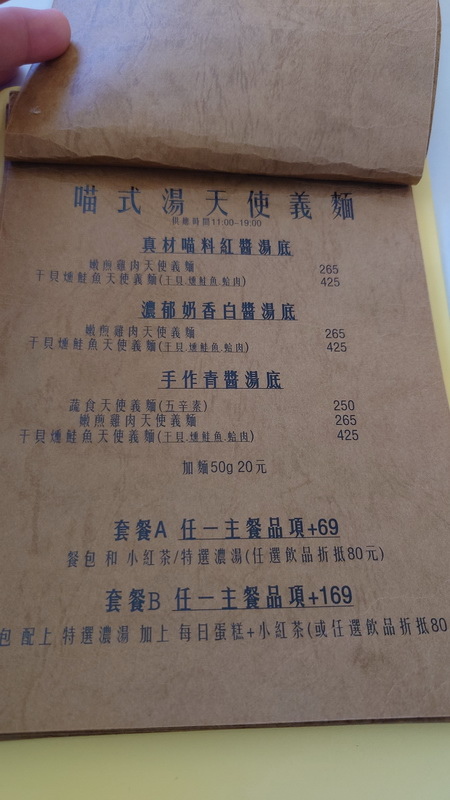 喵式湯天使義麵
供應時間11:00-19:00
真材喵料紅醬湯底
嫩煎雞肉天使義麵 265
干貝燻鮭魚天使義麵(干貝.燻鮭魚.蛤肉) 425
濃郁奶香白醬湯底
嫩煎雞肉天使義麵 265
干貝燻鮭魚天使義麵(干貝.燻鮭魚.蛤肉) 425
手作青醬湯底
蔬食天使義麵(五辛素) 250
嫩煎雞肉天使義麵 265
干貝燻鮭魚天使義麵(干貝.燻鮭魚.蛤肉) 425
加麵50g 20元
套餐A 任一主餐品項+69
餐包 和 小紅茶/特選濃湯(任選飲品折抵80元)
套餐B 任一主餐品項+169
包 配上 特選濃湯 加上 每日蛋糕+小紅茶(或任選飲品折抵80